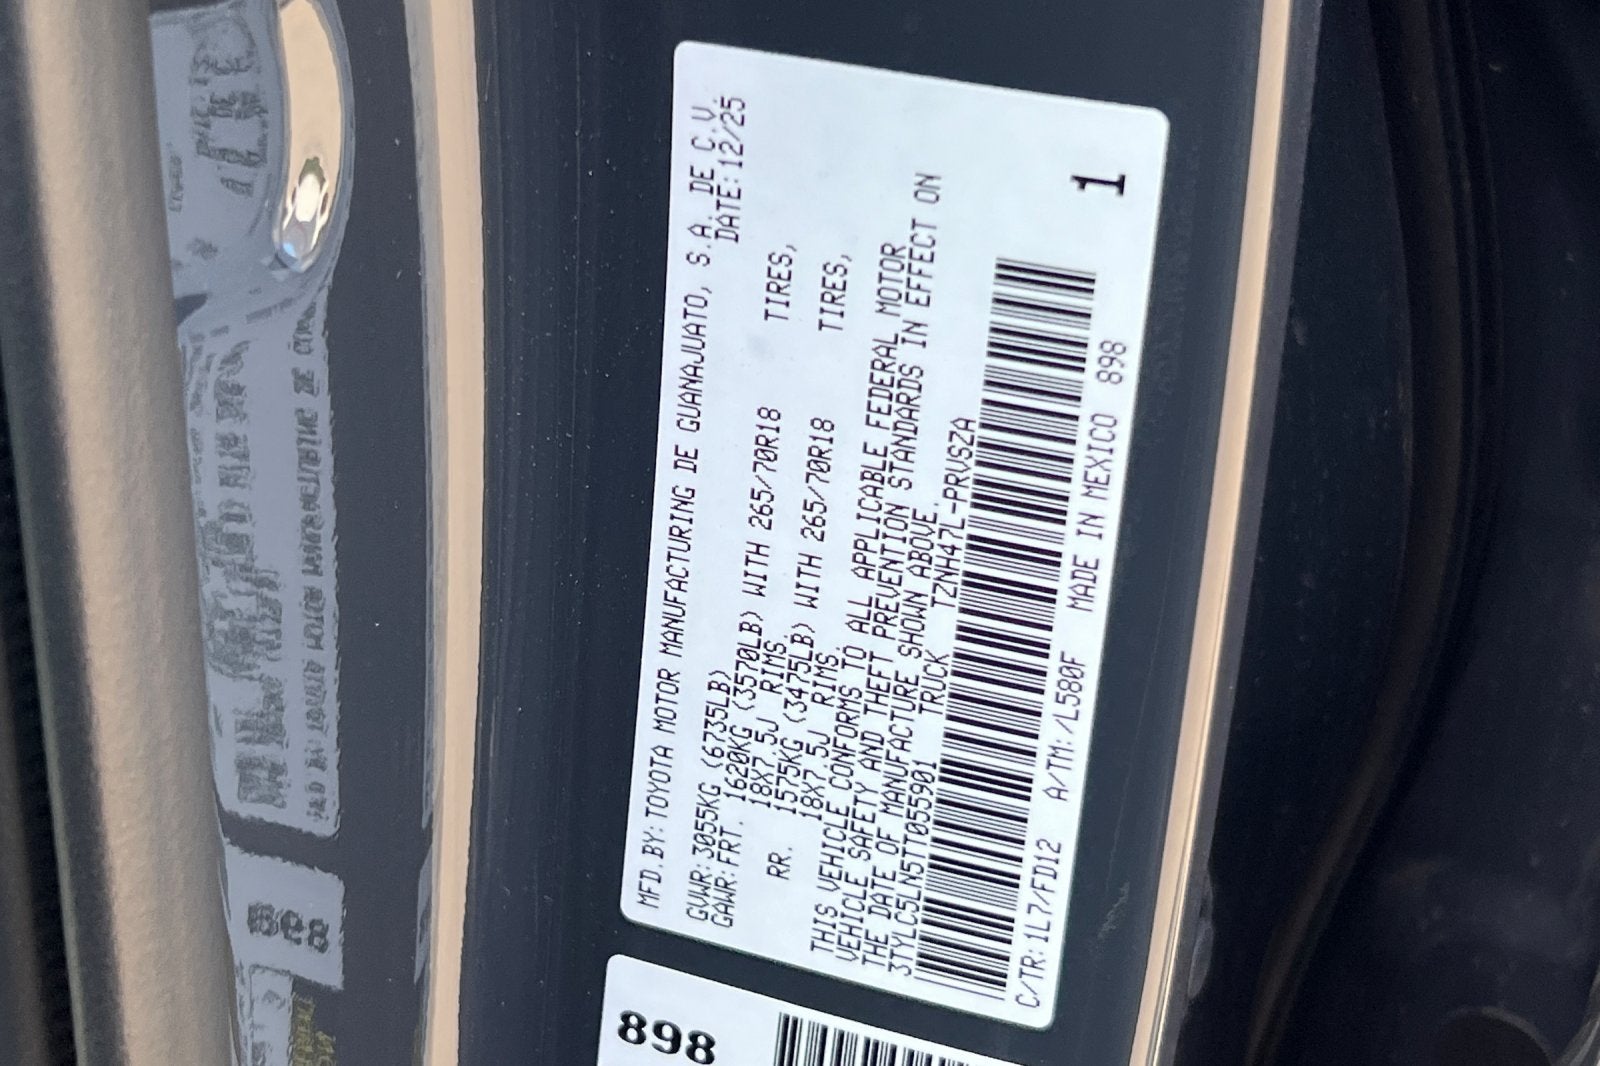 MFD.BY:TOYOTA MOTOR MANUFACTURING DE GUANAJUATO, S.A. DE C.V.
DATE:12/25
GVWR:3055KG (6735LB)
GAWR:FRT. 1620KG (3570LB) WITH 265/70R18 TIRES,
18X7.5J RIMS.
RR. 1575KG (3475LB) WITH 265/70R18 TIRES,
18X7.5J RIMS.
THIS VEHICLE CONFORMS TO ALL APPLICABLE FEDERAL MOTOR
VEHICLE SAFETY AND THEFT PREVENTION STANDARDS IN EFFECT ON
THE DATE OF MANUFACTURE SHOWN ABOVE.
3TYLC5LN5TT055901 TRUCK TZNH47L-PRVSZA
1
C/TR:1L7/FD12 A/TM:/L580F MADE IN MEXICO 898
898